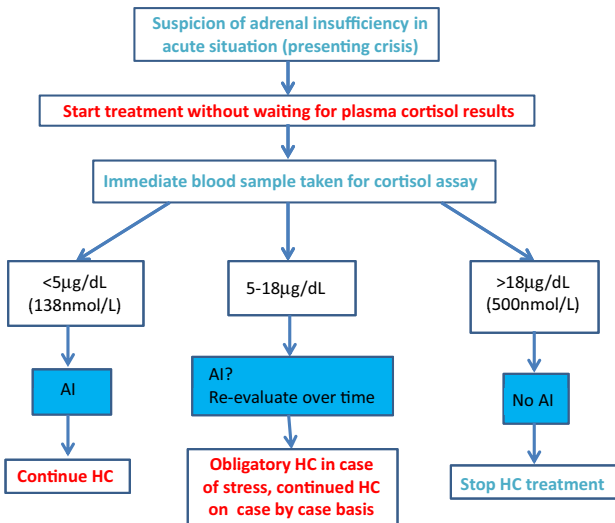 Suspicion of adrenal insufficiency in
acute situation (presenting crisis)
Start treatment without waiting for plasma cortisol results
Immediate blood sample taken for cortisol assay
<5µg/dL
(138nmol/L)
5-18µg/dL
>18µg/dL
(500nmol/L)
AI
AI?
Re-evaluate over time
No AI
Continue HC
Obligatory HC in case
of stress, continued HC
on case by case basis
Stop HC treatment